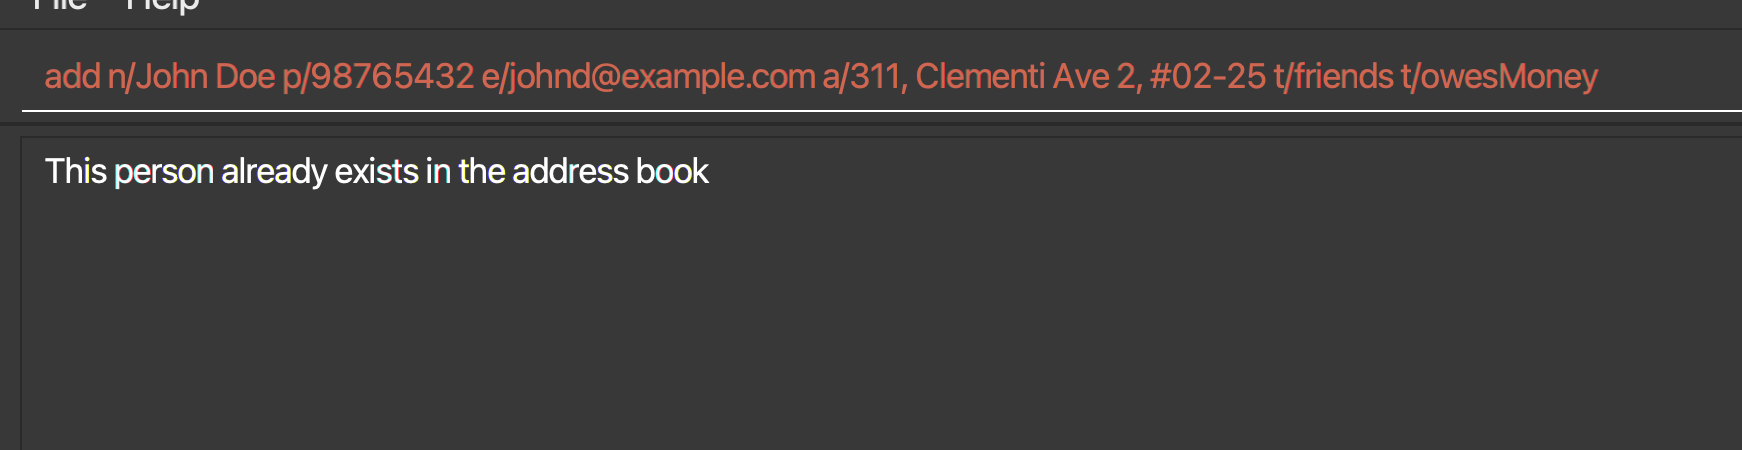 File Help
add n/John Doe p/98765432 e/johnd@example.com a/311, Clementi Ave 2, #02-25 t/friends t/owesMoney
This person already exists in the address book